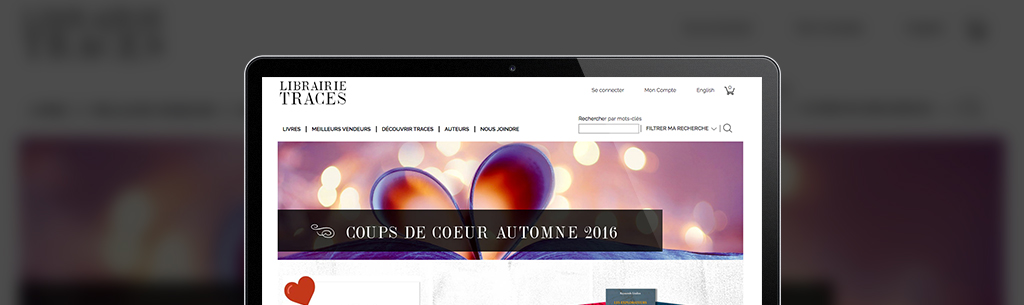 LIBRAIRIE
TRACES
Se connecter
Mon Compte
English
0
Rechercher par mots-clés
LIVRES | MEILLEURS VENDEURS | DÉCOUVRIR TRACES | AUTEURS | NOUS JOINDRE
FILTRER MA RECHERCHE
COUPS DE COEUR AUTOMNE 2016